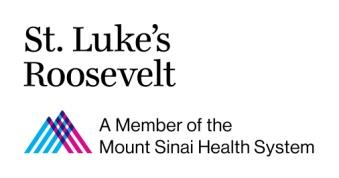 St. Luke’s
Roosevelt
A Member of the
Mount Sinai Health System